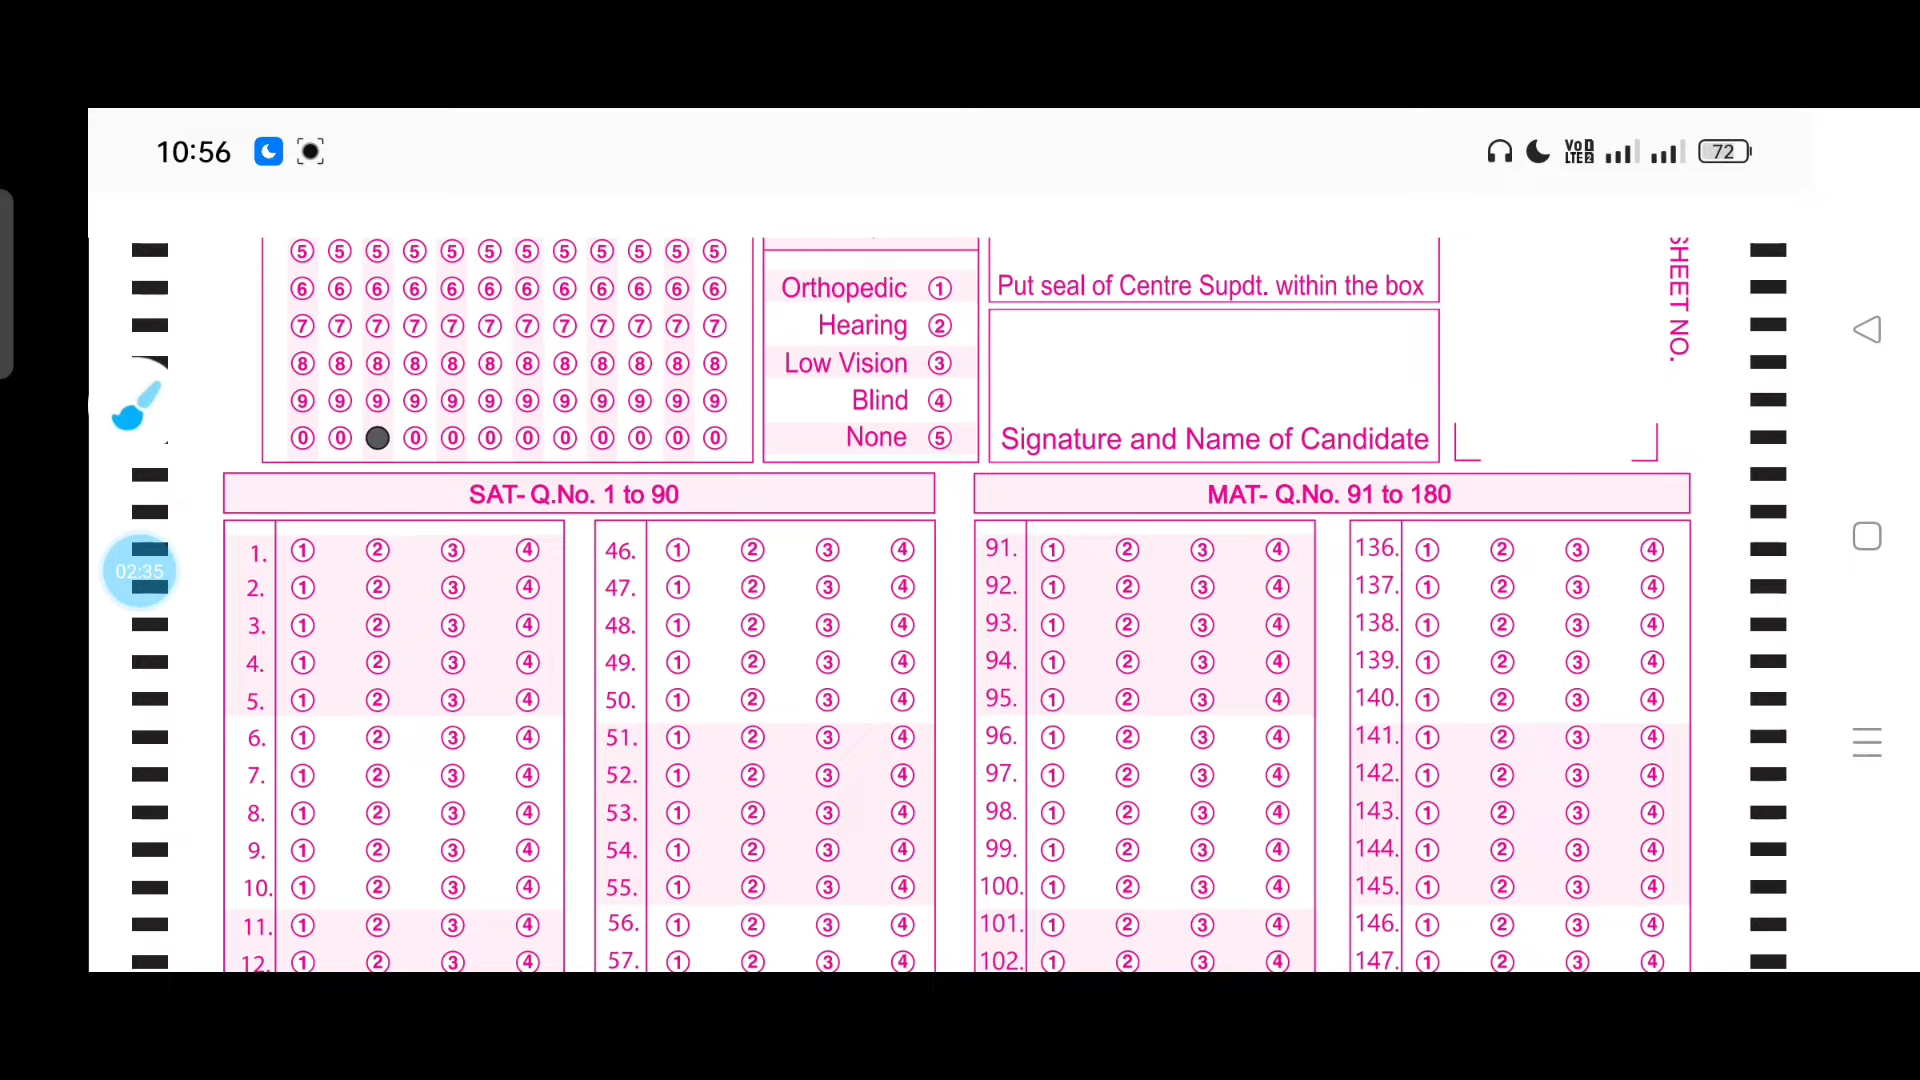 10:56
VoD LTE2
72
5 5 5 5 5 5 5 5 5 5 5 5
6 6 6 6 6 6 6 6 6 6 6 6
7 7 7 7 7 7 7 7 7 7 7 7
8 8 8 8 8 8 8 8 8 8 8 8
9 9 9 9 9 9 9 9 9 9 9 9
0 0 0 0 0 0 0 0 0 0 0
Orthopedic 1
Hearing 2
Low Vision 3
Blind 4
None 5
Put seal of Centre Supdt. within the box
Signature and Name of Candidate
SHEET NO.
02:35
SAT- Q.No. 1 to 90
1. 1 2 3 4
2. 1 2 3 4
3. 1 2 3 4
4. 1 2 3 4
5. 1 2 3 4
6. 1 2 3 4
7. 1 2 3 4
8. 1 2 3 4
9. 1 2 3 4
10. 1 2 3 4
11. 1 2 3 4
12. 1 2 3 4
46. 1 2 3 4
47. 1 2 3 4
48. 1 2 3 4
49. 1 2 3 4
50. 1 2 3 4
51. 1 2 3 4
52. 1 2 3 4
53. 1 2 3 4
54. 1 2 3 4
55. 1 2 3 4
56. 1 2 3 4
57. 1 2 3 4
MAT- Q.No. 91 to 180
91. 1 2 3 4
92. 1 2 3 4
93. 1 2 3 4
94. 1 2 3 4
95. 1 2 3 4
96. 1 2 3 4
97. 1 2 3 4
98. 1 2 3 4
99. 1 2 3 4
100. 1 2 3 4
101. 1 2 3 4
102. 1 2 3 4
136. 1 2 3 4
137. 1 2 3 4
138. 1 2 3 4
139. 1 2 3 4
140. 1 2 3 4
141. 1 2 3 4
142. 1 2 3 4
143. 1 2 3 4
144. 1 2 3 4
145. 1 2 3 4
146. 1 2 3 4
147. 1 2 3 4